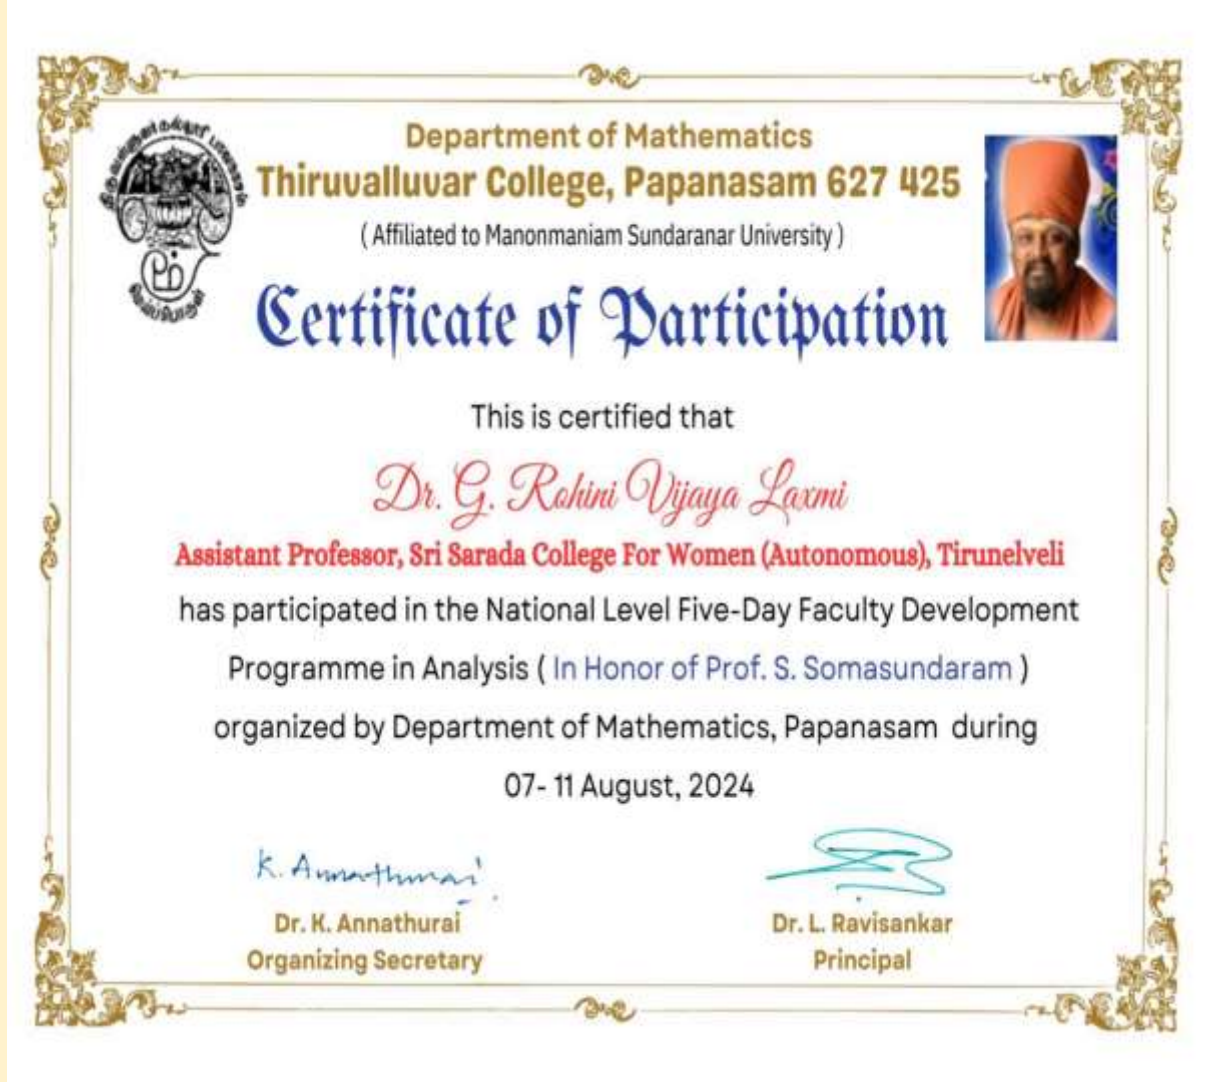 Department of Mathematics
Thiruvalluvar College, Papanasam 627 425
( Affiliated to Manonmaniam Sundaranar University )
Certificate of Participation
This is certified that
Dr. G. Rohini Vijaya Laxmi
Assistant Professor, Sri Sarada College For Women (Autonomous), Tirunelveli
has participated in the National Level Five-Day Faculty Development
Programme in Analysis ( In Honor of Prof. S. Somasundaram )
organized by Department of Mathematics, Papanasam during
07- 11 August, 2024
K. Annathurai
Dr. K. Annathurai
Dr. L. Ravisankar
Organizing Secretary
Principal